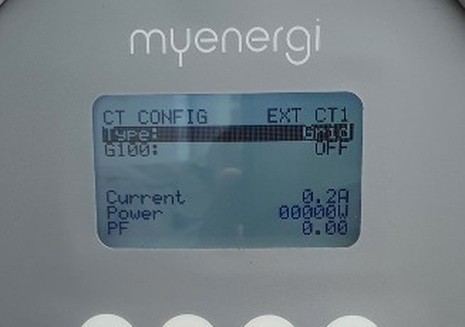 myenergi
CT CONFIG EXT CT1
Type: Grid
G100: OFF
Current 0.2A
Power 00000W
PF 0.00